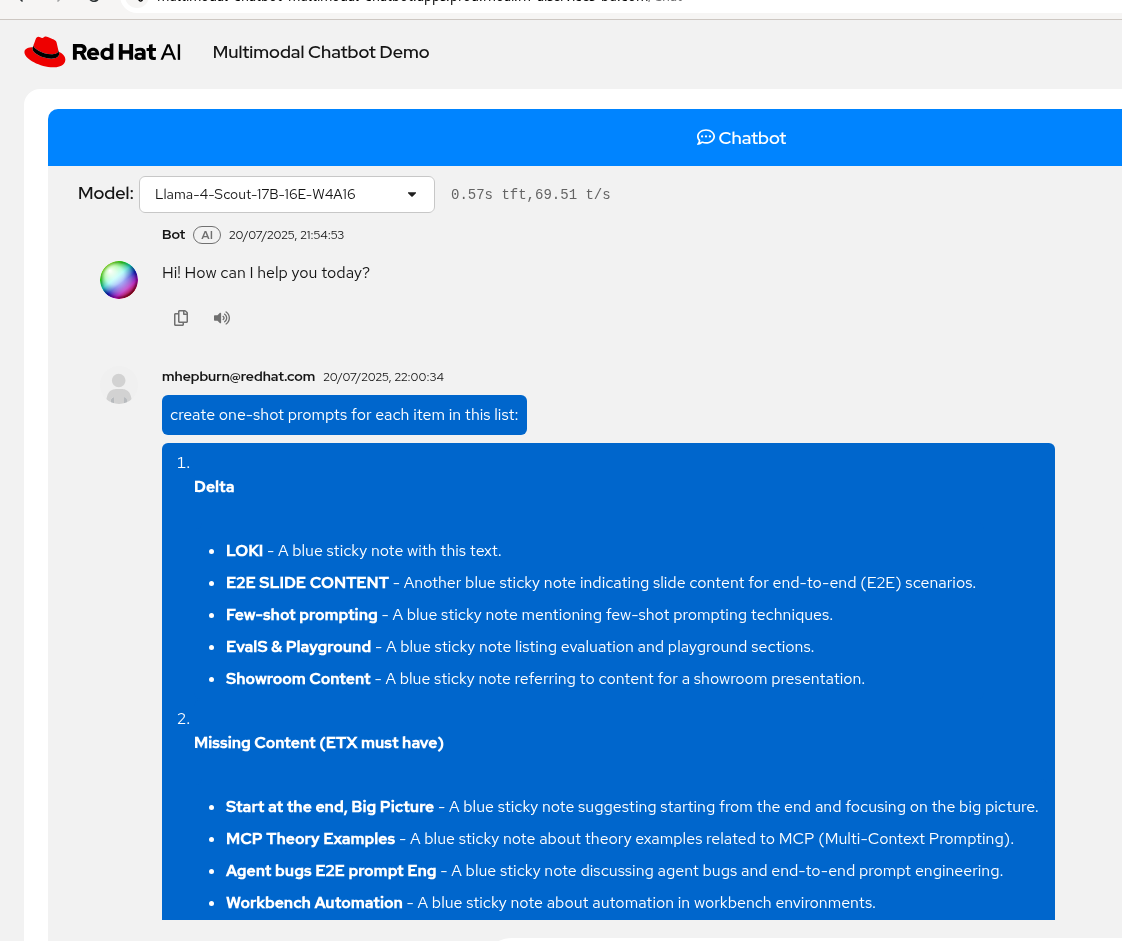 Red Hat AI Multimodal Chatbot Demo
Chatbot
Model: Llama-4-Scout-17B-16E-W4A16 0.57s tft,69.51 t/s
Bot AI 20/07/2025, 21:54:53
Hi! How can I help you today?
mhepburn@redhat.com 20/07/2025, 22:00:34
create one-shot prompts for each item in this list:
1.
Delta
• LOKI - A blue sticky note with this text.
• E2E SLIDE CONTENT - Another blue sticky note indicating slide content for end-to-end (E2E) scenarios.
• Few-shot prompting - A blue sticky note mentioning few-shot prompting techniques.
• EvalS & Playground - A blue sticky note listing evaluation and playground sections.
• Showroom Content - A blue sticky note referring to content for a showroom presentation.
2.
Missing Content (ETX must have)
• Start at the end, Big Picture - A blue sticky note suggesting starting from the end and focusing on the big picture.
• MCP Theory Examples - A blue sticky note about theory examples related to MCP (Multi-Context Prompting).
• Agent bugs E2E prompt Eng - A blue sticky note discussing agent bugs and end-to-end prompt engineering.
• Workbench Automation - A blue sticky note about automation in workbench environments.